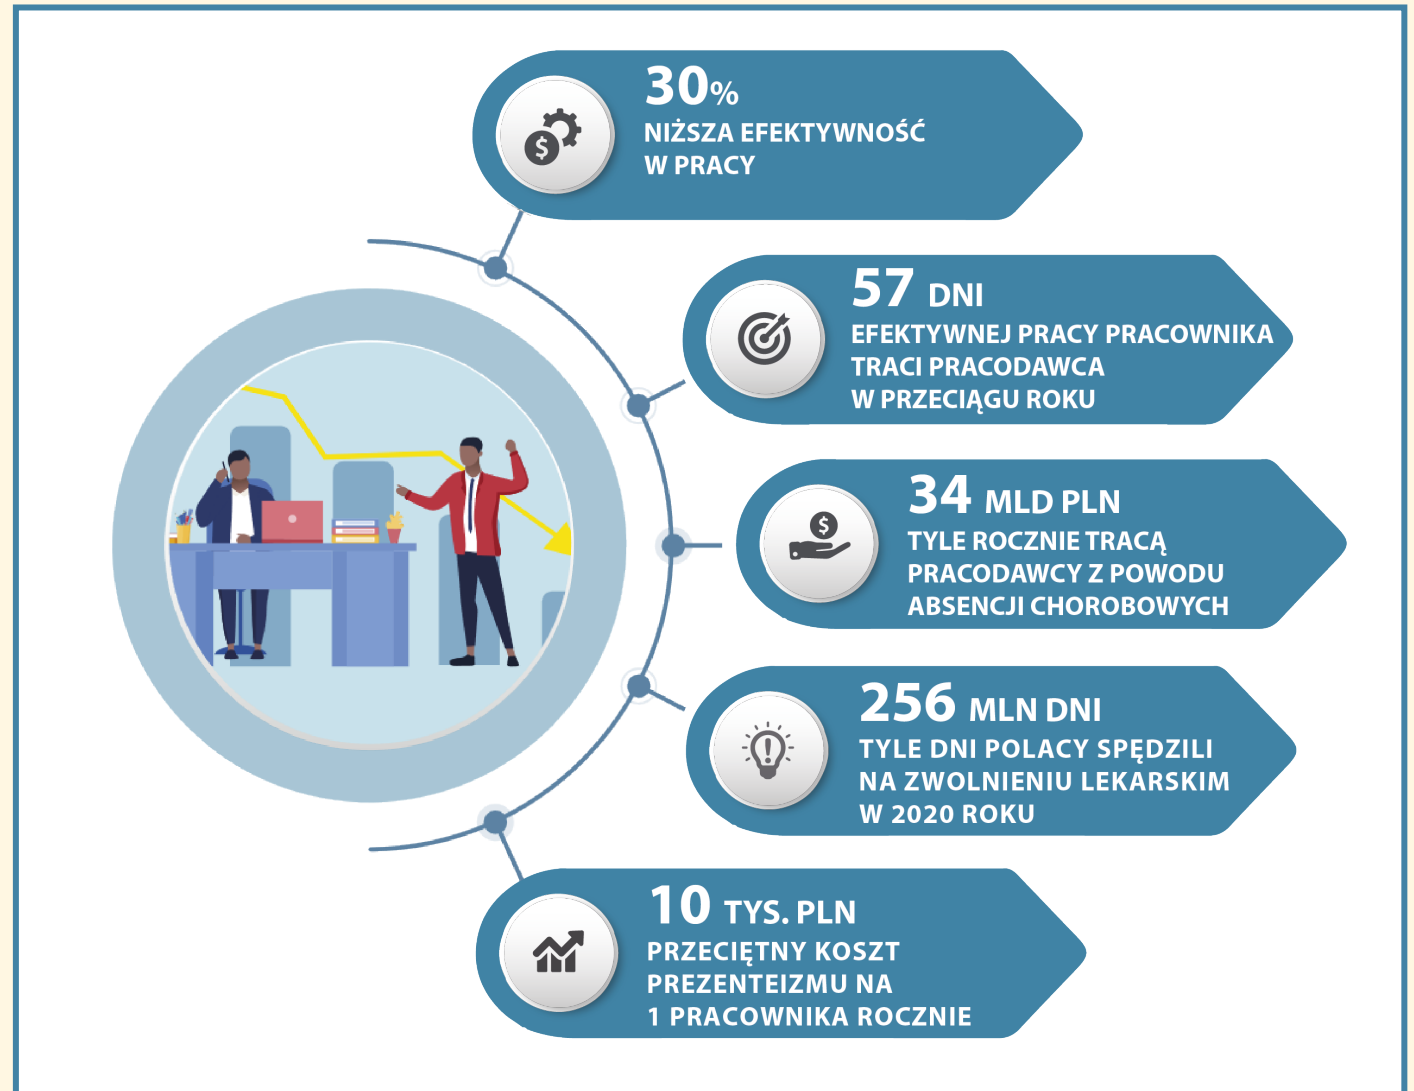 30%
NIŻSZA EFEKTYWNOŚĆ
W PRACY
57 DNI
EFEKTYWNEJ PRACY PRACOWNIKA
TRACI PRACODAWCA
W PRZECIĄGU ROKU
34 MLD PLN
TYLE ROCZNIE TRACĄ
PRACODAWCY Z POWODU
ABSENCJI CHOROBOWYCH
256 MLN DNI
TYLE DNI POLACY SPĘDZILI
NA ZWOLNIENIU LEKARSKIM
W 2020 ROKU
10 TYS. PLN
PRZECIĘTNY KOSZT
PREZENTEIZMU NA
1 PRACOWNIKA ROCZNIE